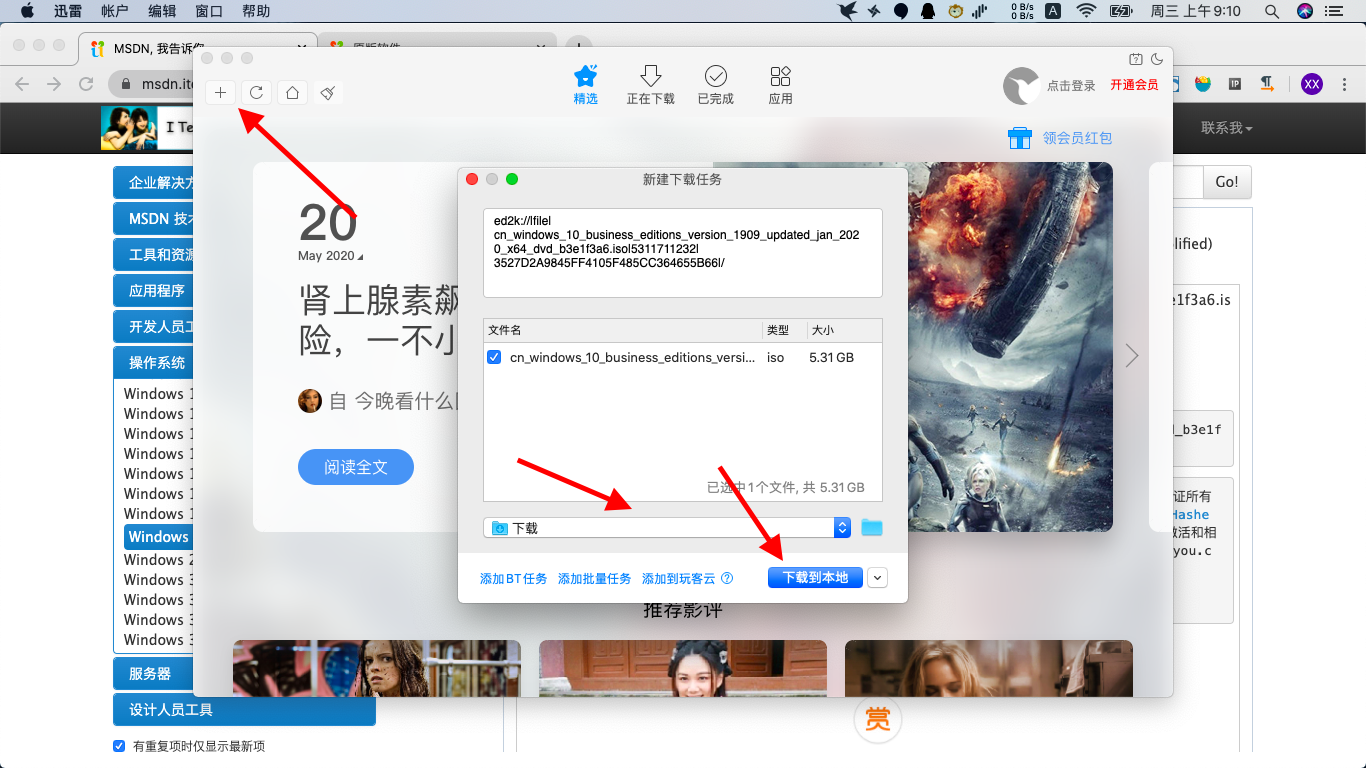 迅雷 帐户 编辑 窗口 帮助
0 B/s
0 B/s
A
周三 上午9:10
MSDN, 我告诉你
原版软件
msdn.it
IP
XX
I Te
联系我
Go!
企业解决方
MSDN 技
工具和资源
应用程序
开发人员工
操作系统
Windows 1
Windows 1
Windows 1
Windows 1
Windows 1
Windows 1
Windows 1
Windows
Windows 2
Windows 3
Windows 3
Windows 3
Windows 3
服务器
设计人员工具
有重复项时仅显示最新项
精选
正在下载
已完成
应用
点击登录
开通会员
领会员红包
20
May 2020
肾上腺素飙
险，一不小
自 今晚看什么
阅读全文
新建下载任务
ed2k://|file|
cn_windows_10_business_editions_version_1909_updated_jan_202
0_x64_dvd_b3e1f3a6.iso|5311711232|
3527D2A9845FF4105F485CC364655B66|/
文件名 类型 大小
cn_windows_10_business_editions_versi... iso 5.31 GB
已选中1个文件, 共 5.31GB
下载
添加BT任务 添加批量任务 添加到玩客云 ?
下载到本地
推荐影评
lified)
e1f3a6.is
d_b3e1f
证所有
Hashe
激活和相
you.c
赏